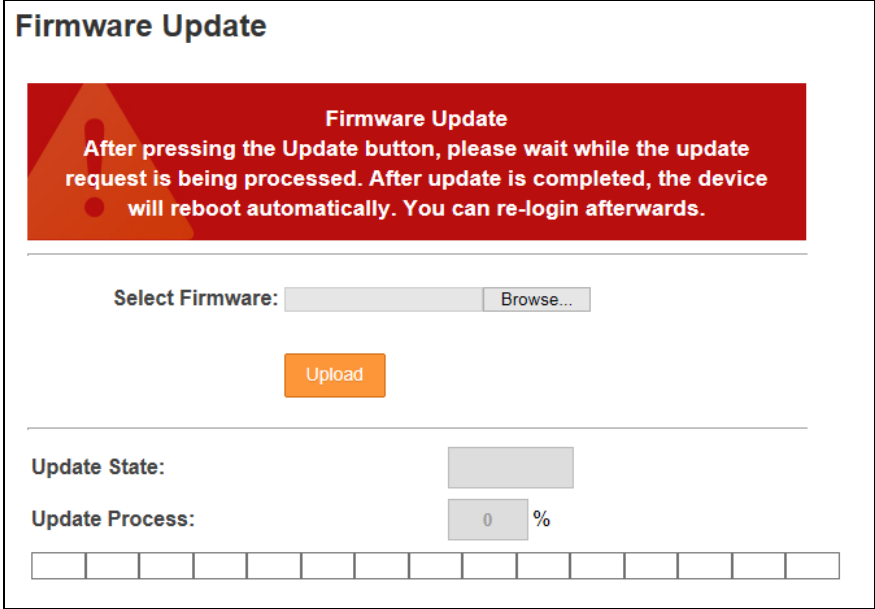 Firmware Update
Firmware Update
After pressing the Update button, please wait while the update
request is being processed. After update is completed, the device
will reboot automatically. You can re-login afterwards.
Select Firmware: Browse...
Upload
Update State:
Update Process: 0 %